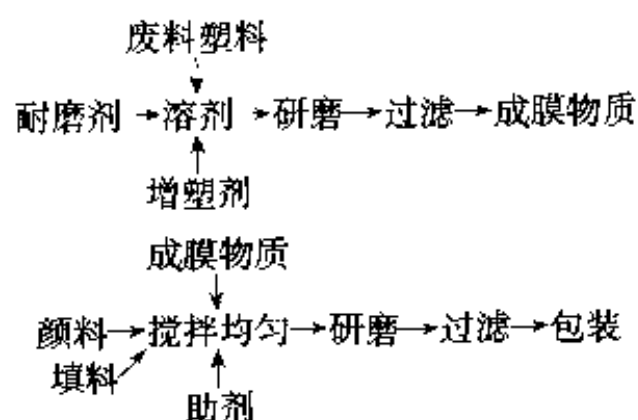 废料塑料
耐磨剂→溶剂→研磨→过滤→成膜物质
增塑剂
成膜物质
颜料→搅拌均匀→研磨→过滤→包装
填料
助剂